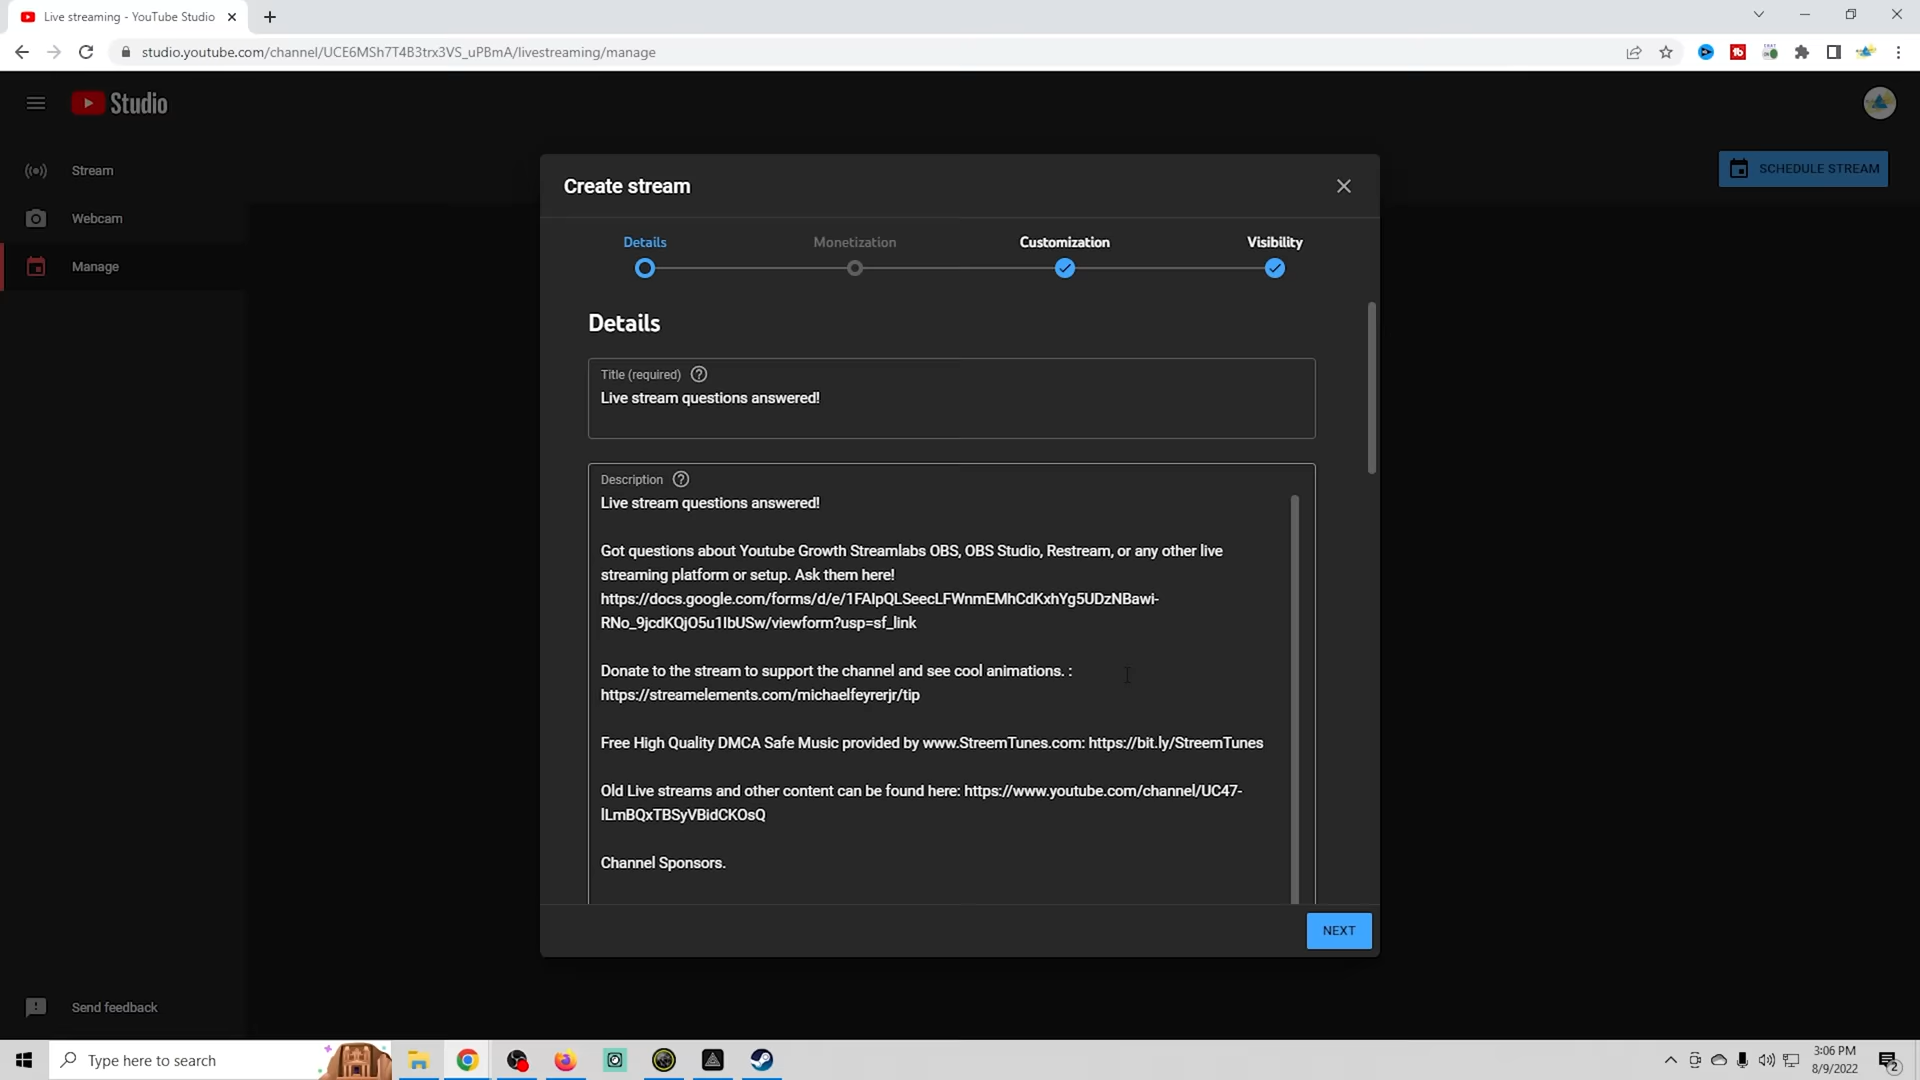 Live streaming - YouTube Studio
studio.youtube.com/channel/UCE6MSh7T4B3trx3VS_uPBmA/livestreaming/manage
Studio
Stream
SCHEDULE STREAM
Webcam
Manage
Create stream
Details
Monetization
Customization
Visibility
Details
Title (required)
Live stream questions answered!
Description
Live stream questions answered!
Got questions about Youtube Growth Streamlabs OBS, OBS Studio, Restream, or any other live
streaming platform or setup. Ask them here!
https://docs.google.com/forms/d/e/1FAIpQLSeecLFWnmEMhCdKxhYg5UDzNBawi-
RNo_9jcdKQjO5u1IbUSw/viewform?usp=sf_link
Donate to the stream to support the channel and see cool animations. :
https://streamelements.com/michaelfeyrerjr/tip
Free High Quality DMCA Safe Music provided by www.StreemTunes.com: https://bit.ly/StreemTunes
Old Live streams and other content can be found here: https://www.youtube.com/channel/UC47-
lLmBQxTBSyVBidCKOsQ
Channel Sponsors.
NEXT
Send feedback
Type here to search
3:06 PM
8/9/2022
2